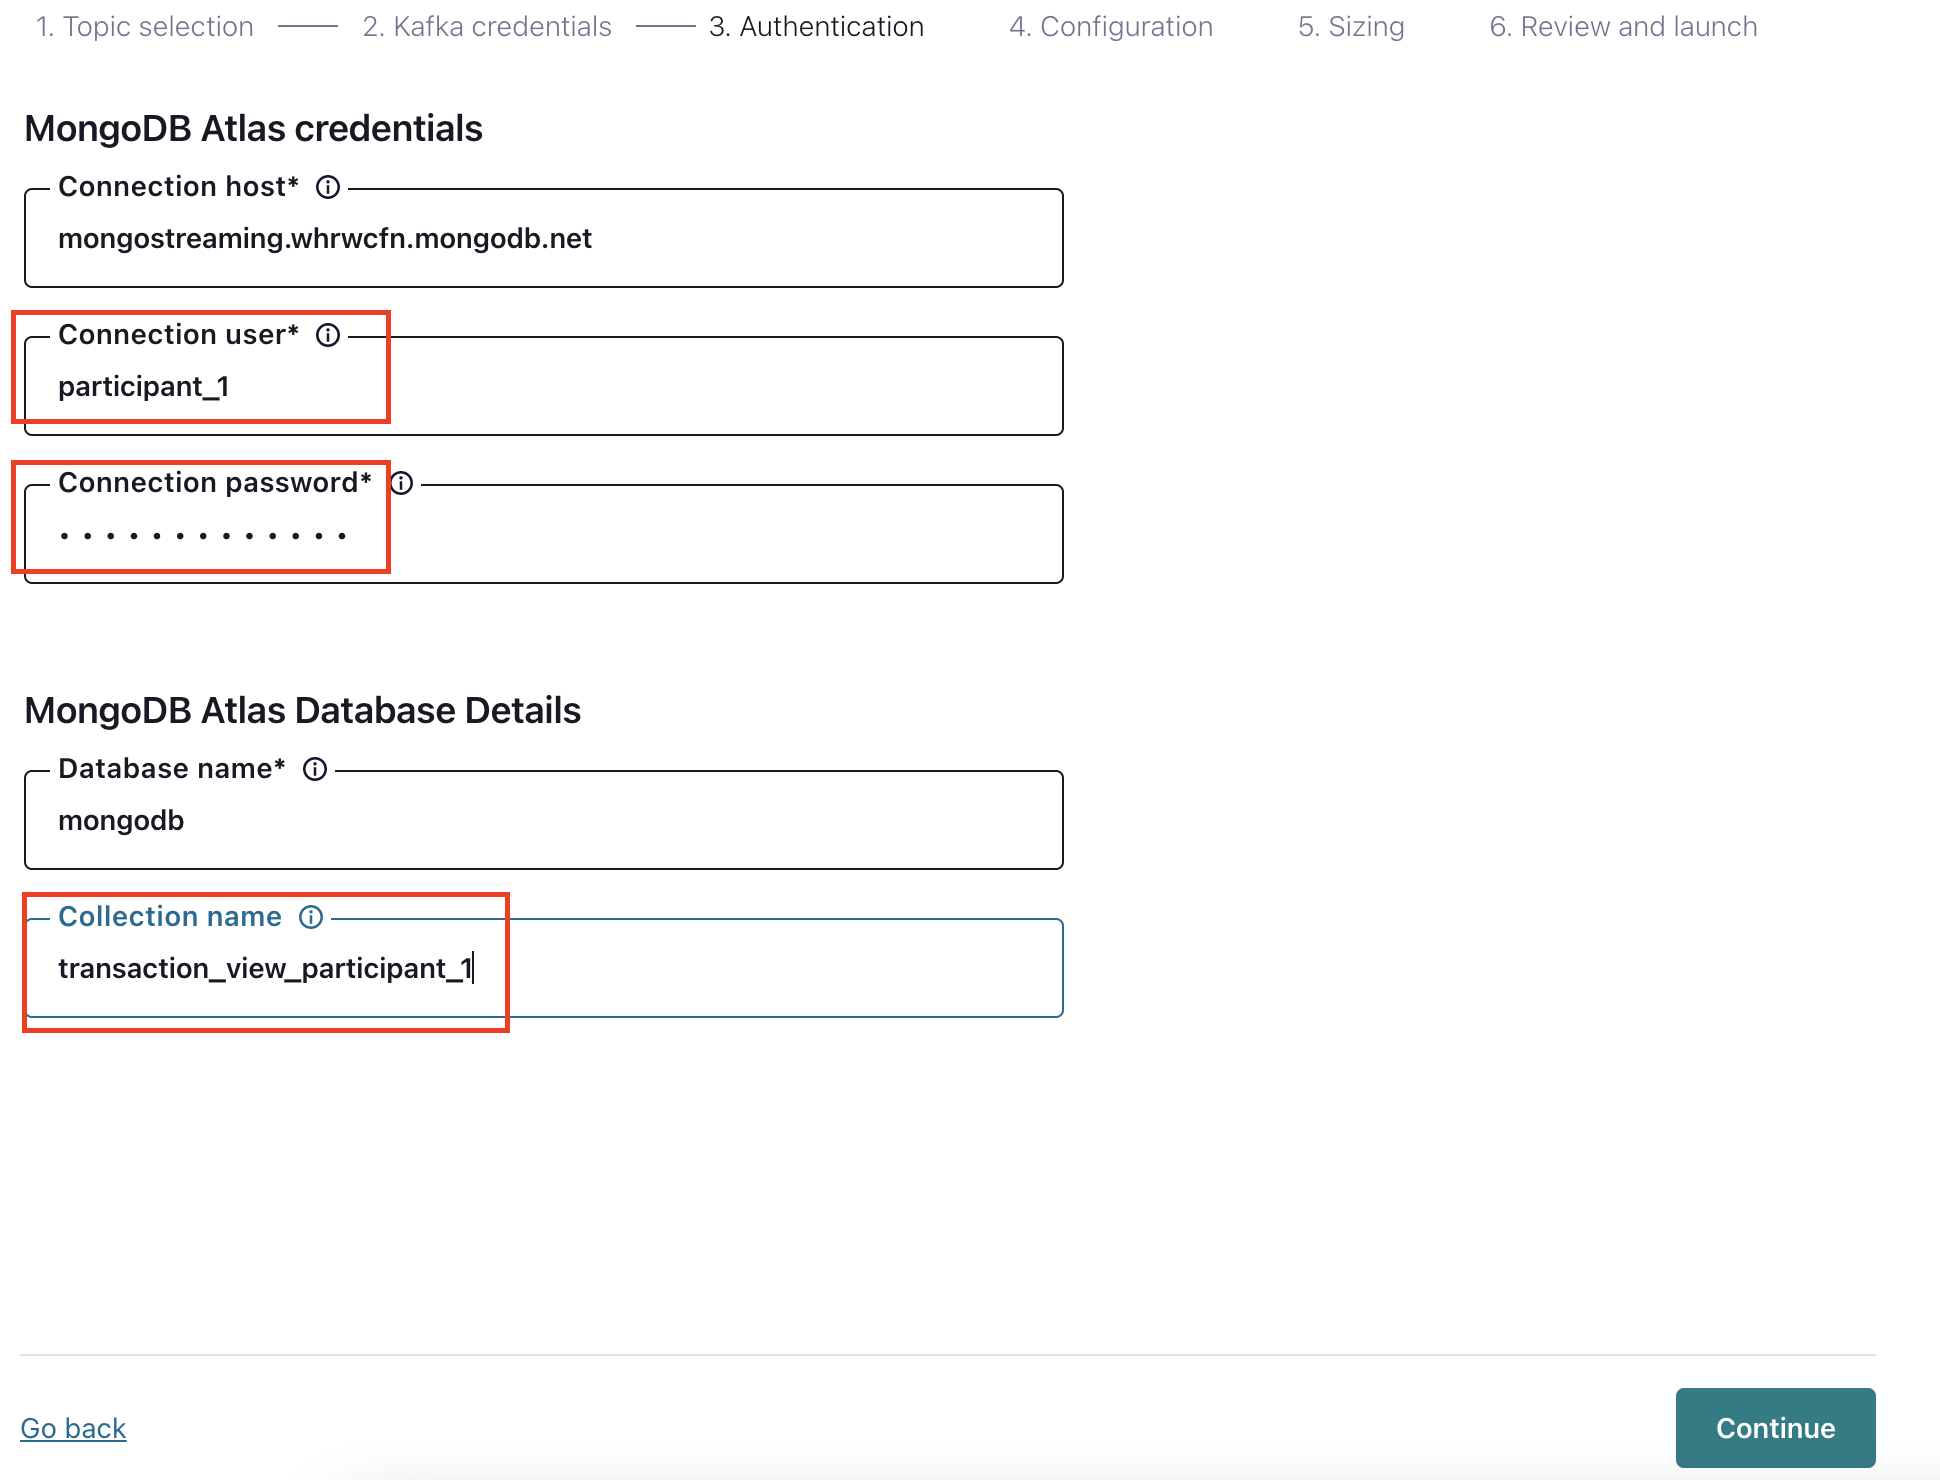 1. Topic selection 2. Kafka credentials 3. Authentication 4. Configuration 5. Sizing 6. Review and launch
MongoDB Atlas credentials
Connection host*
mongostreaming.whrwcfn.mongodb.net
Connection user*
participant_1
Connection password*
•••••••••••••
MongoDB Atlas Database Details
Database name*
mongodb
Collection name
transaction_view_participant_1
Go back
Continue